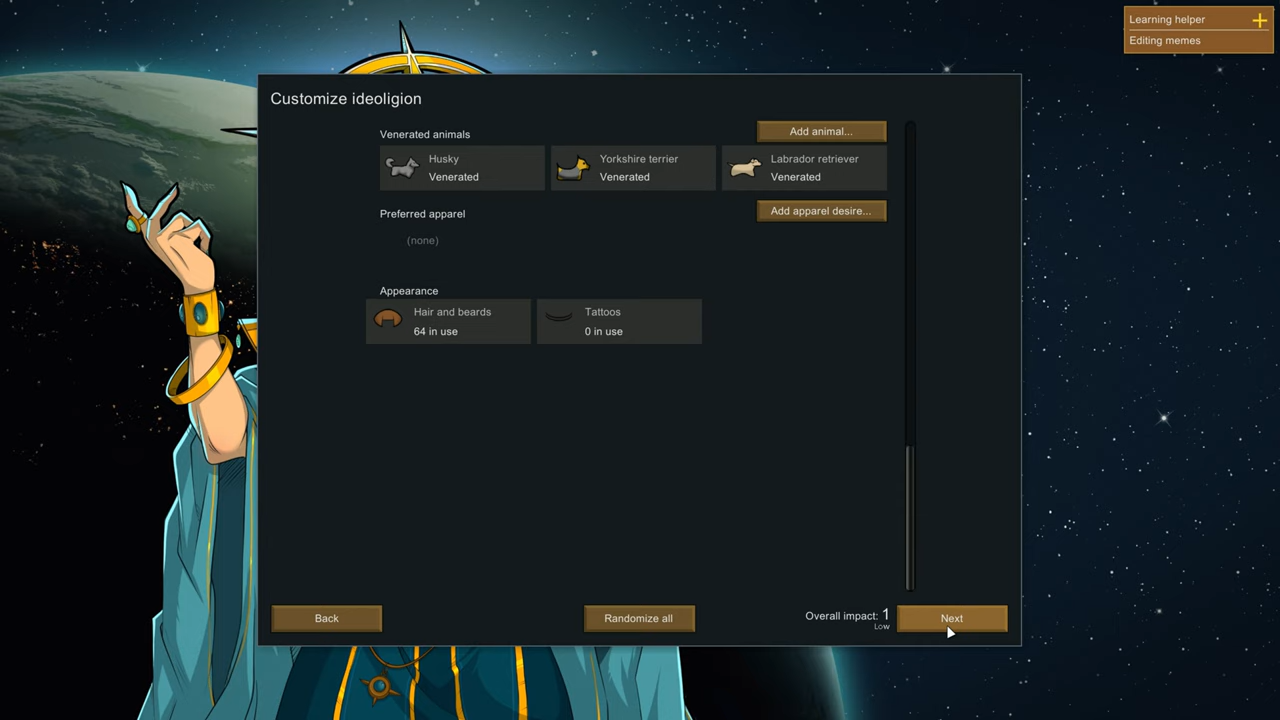 Learning helper
Editing memes
Customize ideoligion
Venerated animals
Add animal...
Husky
Venerated
Yorkshire terrier
Venerated
Labrador retriever
Venerated
Preferred apparel
Add apparel desire...
(none)
Appearance
Hair and beards
64 in use
Tattoos
0 in use
Back
Randomize all
Overall impact: 1
Low
Next